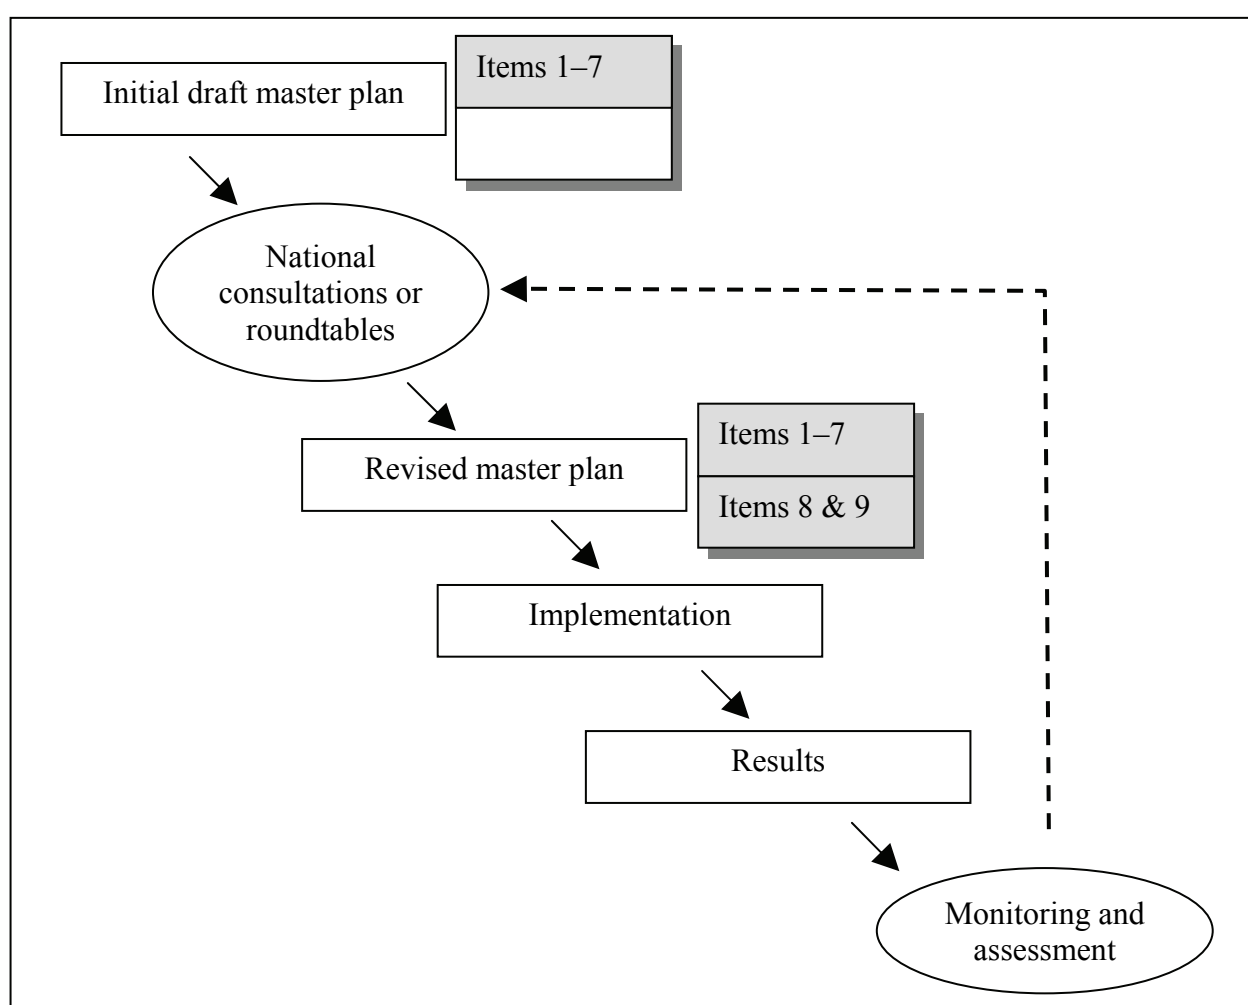 Items 1–7
Initial draft master plan
National
consultations or
roundtables
Items 1–7
Revised master plan
Items 8 & 9
Implementation
Results
Monitoring and
assessment